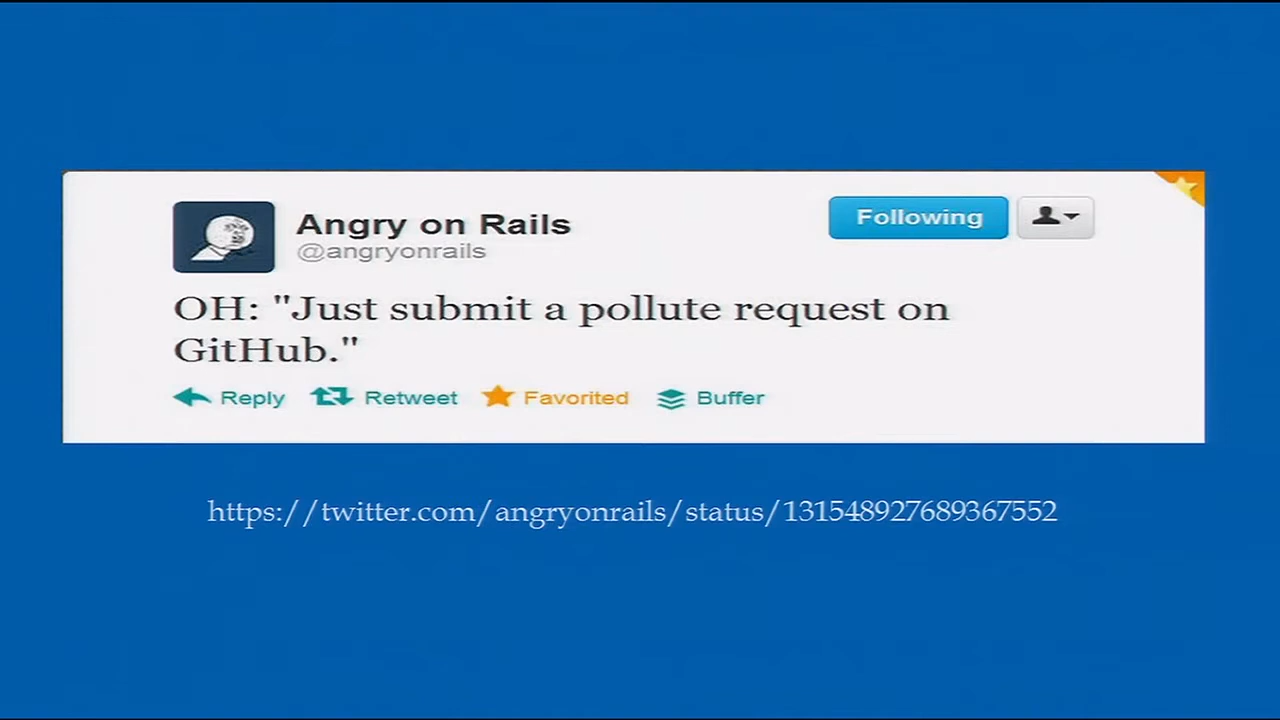 Angry on Rails
@angryonrails
Following
OH: "Just submit a pollute request on
GitHub."
Reply Retweet Favorited Buffer
https://twitter.com/angryonrails/status/131548927689367552